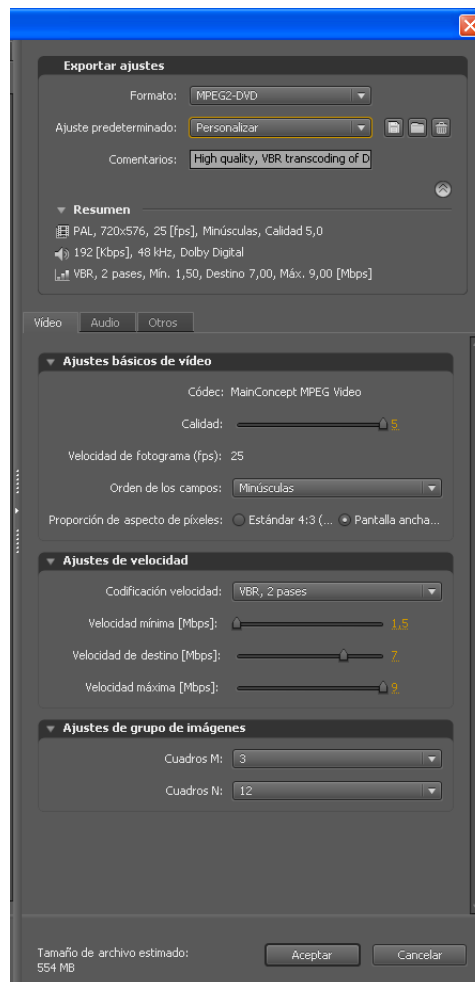 Exportar ajustes
Formato: MPEG2-DVD
Ajuste predeterminado: Personalizar
Comentarios: High quality, VBR transcoding of D
Resumen
PAL, 720x576, 25 [fps], Minúsculas, Calidad 5,0
192 [Kbps], 48 kHz, Dolby Digital
VBR, 2 pases, Mín. 1,50, Destino 7,00, Máx. 9,00 [Mbps]
Vídeo Audio Otros
Ajustes básicos de vídeo
Códec: MainConcept MPEG Video
Calidad: 5
Velocidad de fotograma (fps): 25
Orden de los campos: Minúsculas
Proporción de aspecto de píxeles: Estándar 4:3 (... Pantalla ancha...
Ajustes de velocidad
Codificación velocidad: VBR, 2 pases
Velocidad mínima [Mbps]: 1,5
Velocidad de destino [Mbps]: 7
Velocidad máxima [Mbps]: 9
Ajustes de grupo de imágenes
Cuadros M: 3
Cuadros N: 12
Tamaño de archivo estimado:
554 MB
Aceptar Cancelar